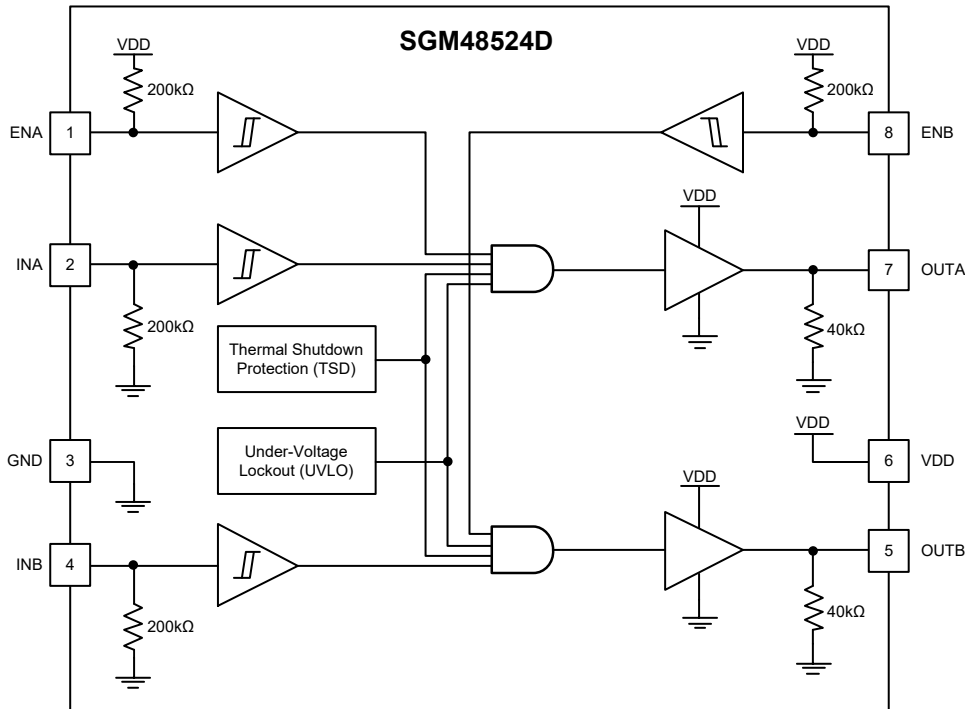 SGM48524D
VDD
200kΩ
VDD
200kΩ
ENA
1
8
ENB
VDD
INA
2
7
OUTA
200kΩ
40kΩ
Thermal Shutdown
Protection (TSD)
VDD
GND
3
Under-Voltage
Lockout (UVLO)
6
VDD
VDD
INB
4
5
OUTB
200kΩ
40kΩ